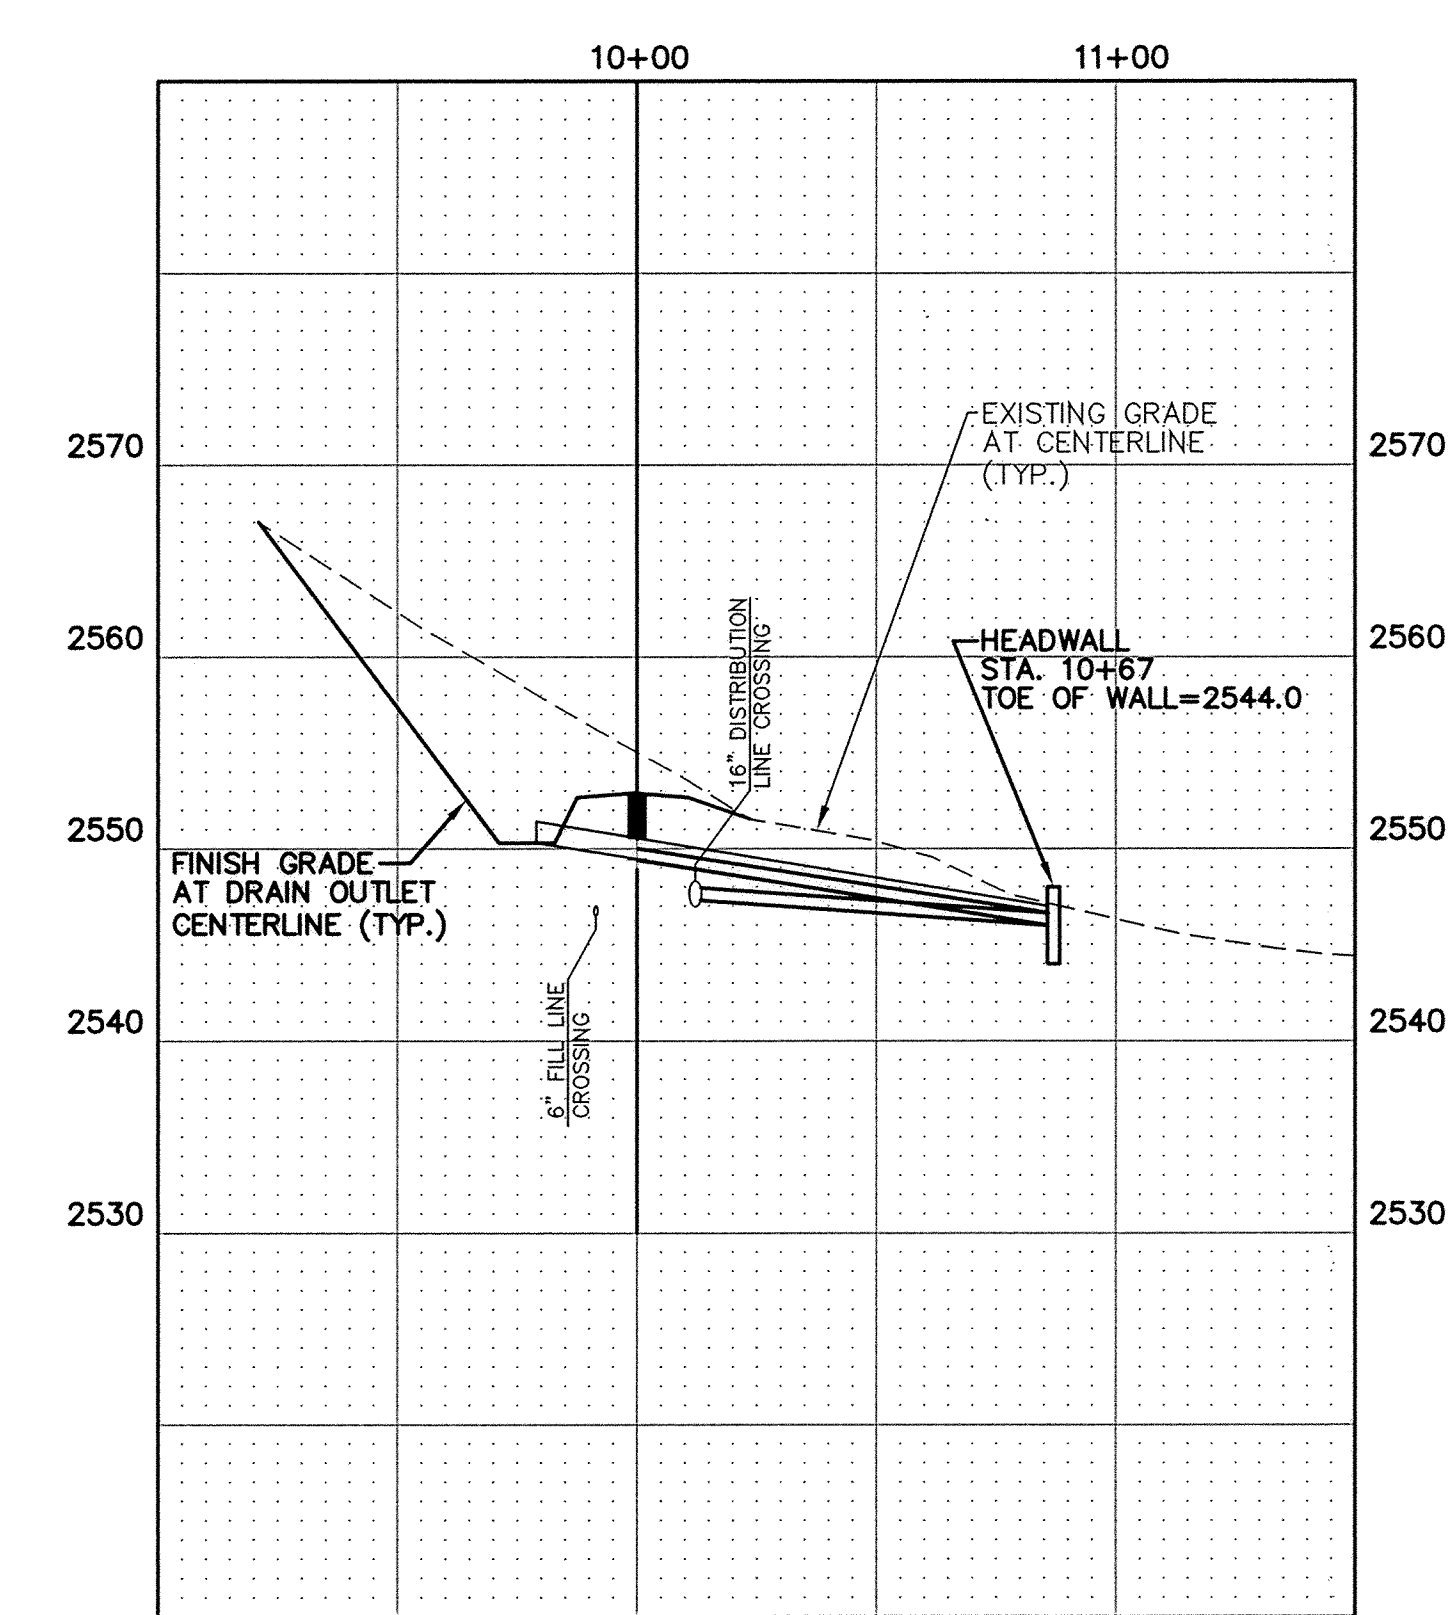 10+00
11+00
EXISTING GRADE
AT CENTERLINE
(TYP.)
2570
2570
16" DISTRIBUTION
LINE CROSSING
2560
2560
HEADWALL
STA. 10+67
TOE OF WALL=2544.0
2550
2550
FINISH GRADE
AT DRAIN OUTLET
CENTERLINE (TYP.)
6" FILL LINE
CROSSING
2540
2540
2530
2530